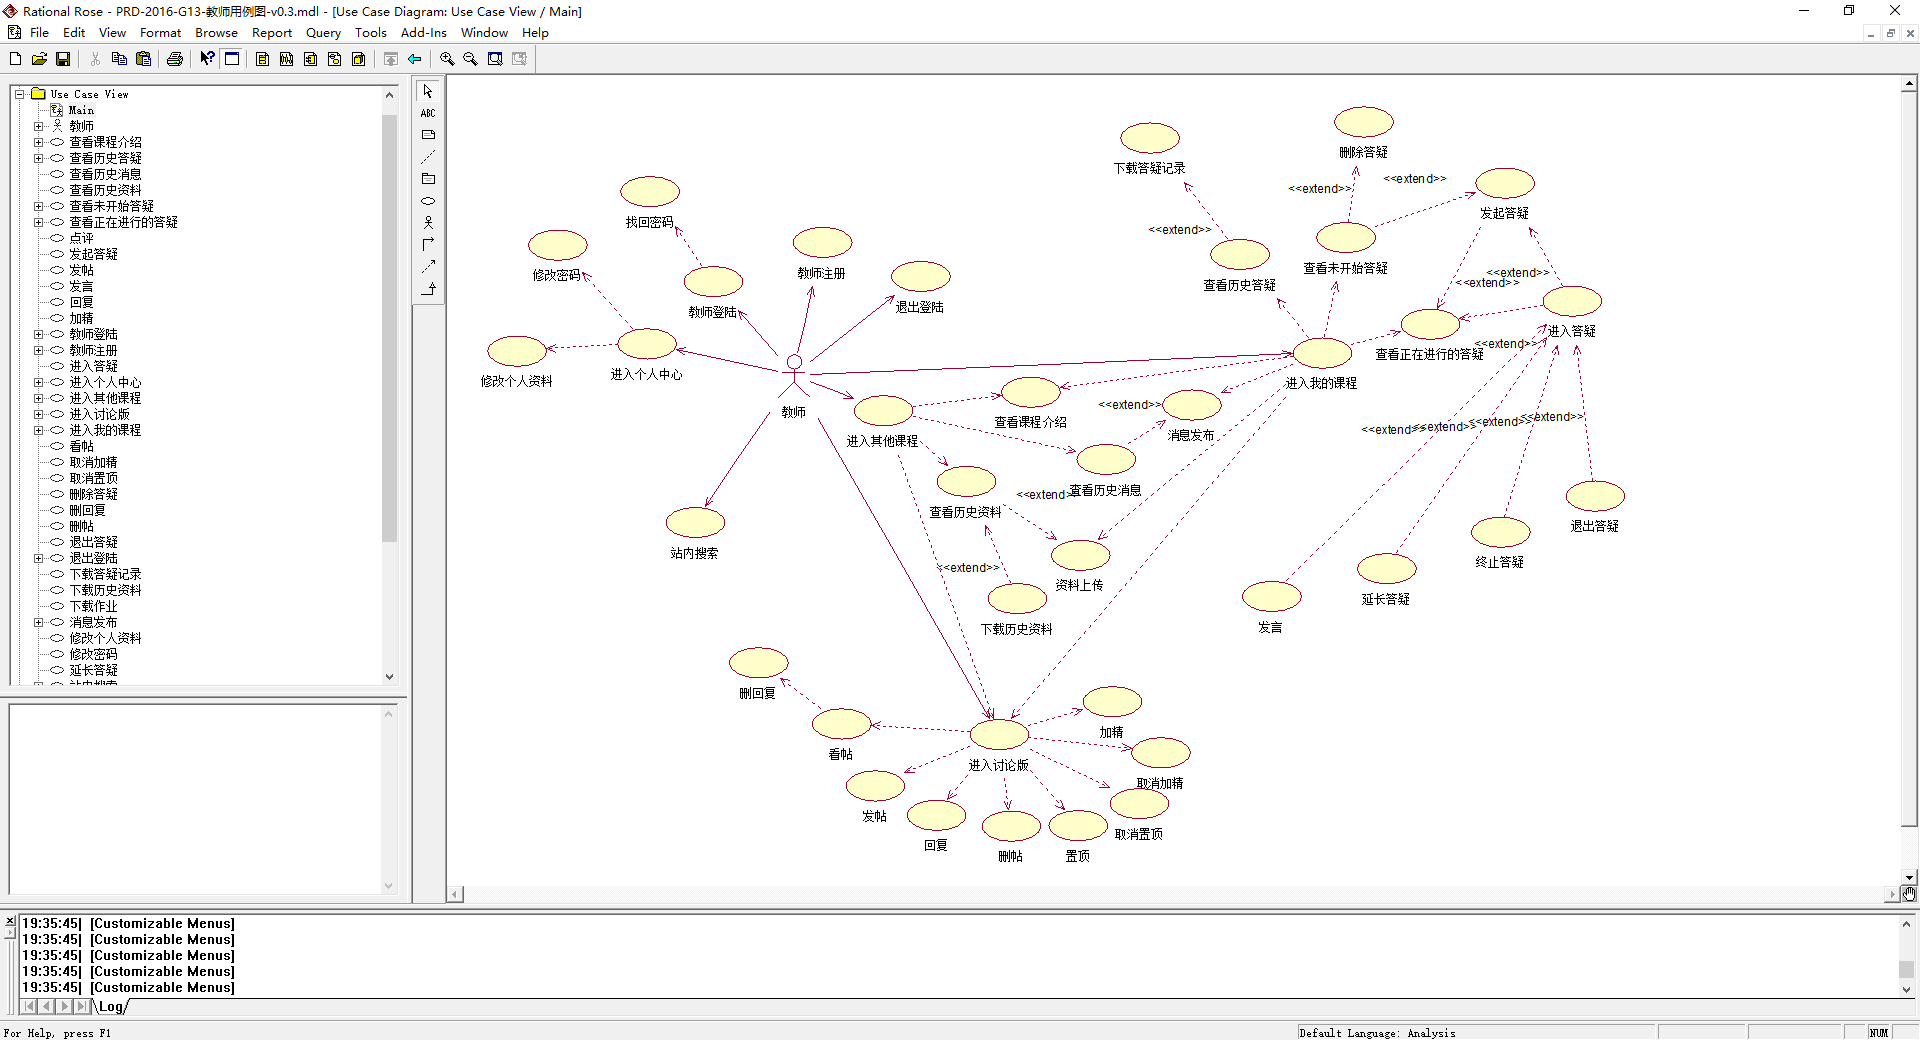 Rational Rose - PRD-2016-G13-教师用例图-v0.3.mdl - [Use Case Diagram: Use Case View / Main]
File Edit View Format Browse Report Query Tools Add-Ins Window Help
Use Case View
Main
教师
查看课程介绍
查看历史答疑
查看历史消息
查看历史资料
查看未开始答疑
查看正在进行的答疑
点评
发起答疑
发帖
发言
回复
加精
教师登陆
教师注册
进入答疑
进入个人中心
进入其他课程
进入讨论版
进入我的课程
看帖
取消加精
取消置顶
删除答疑
删回复
删帖
退出答疑
退出登陆
下载答疑记录
下载历史资料
下载作业
消息发布
修改个人资料
修改密码
延长答疑
ABC
删除答疑
下载答疑记录
<<extend>>
<<extend>>
发起答疑
找回密码
<<extend>>
修改密码
教师注册
查看未开始答疑
<<extend>>
<<extend>>
查看历史答疑
教师登陆
退出登陆
进入答疑
<<extend>>
查看正在进行的答疑
修改个人资料
进入个人中心
进入我的课程
教师
<<extend>>
查看课程介绍
<<extend>>
<<extend>>
<<extend>>
<<extend>>
消息发布
进入其他课程
查看历史消息
<<extend>>
查看历史资料
退出答疑
站内搜索
终止答疑
<<extend>>
资料上传
延长答疑
下载历史资料
发言
删回复
加精
看帖
进入讨论版
取消加精
发帖
取消置顶
回复
删帖
置顶
19:35:45| [Customizable Menus]
19:35:45| [Customizable Menus]
19:35:45| [Customizable Menus]
19:35:45| [Customizable Menus]
19:35:45| [Customizable Menus]
Log
For Help, press F1
Default Language: Analysis
NUM